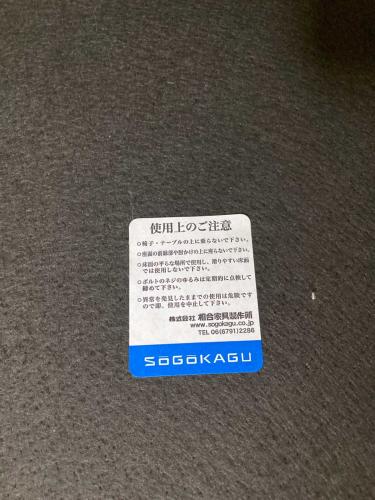 使用上のご注意
○椅子・テーブルの上に乗らないで下さい。
○座面の前縁部や肘かけの上に座らないで下さい。
○床面の平らな場所で使用し、滑りやすい床面
では使用しないで下さい。
○ボルトのネジのゆるみは定期的に点検して
締めて下さい。
○異常を発見したままでの使用は危険です
ので即、使用を中止して下さい。
株式会社 相合家具製作所
www.sogokagu.co.jp
TEL 06(6791)2286
SōGōKAGU